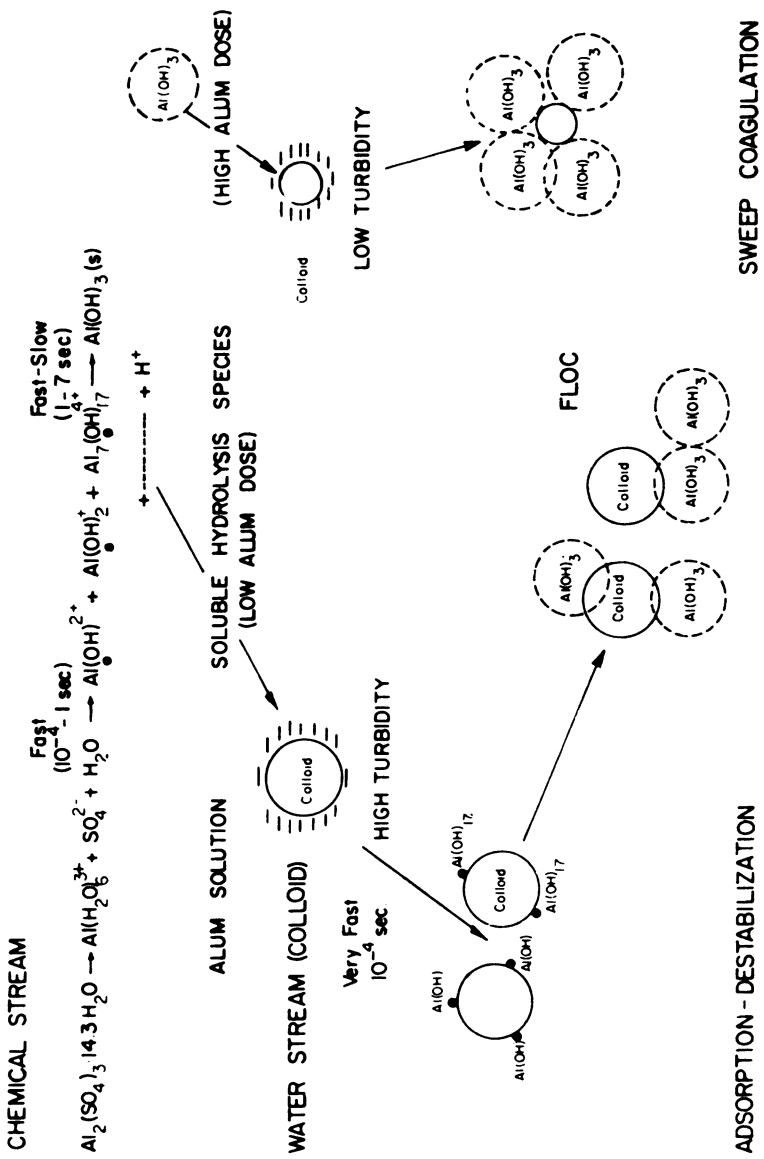 CHEMICAL STREAM
Fast
(10⁻⁴ - 1 sec)
Fast-Slow
(1-7 sec)
Al₂(SO₄)₃·14.3H₂O → Al(H₂O)₆³⁺ + SO₄²⁻ + H₂O → Al(OH)²⁺ + Al(OH)₂⁺ + Al₇(OH)₁₇⁴⁺ → Al(OH)₃(s)
+ --------- + H⁺
ALUM SOLUTION
SOLUBLE HYDROLYSIS SPECIES
(LOW ALUM DOSE)
Al(OH)₃
(HIGH ALUM DOSE)
WATER STREAM (COLLOID)
Colloid
Colloid
Very Fast
10⁻⁴ sec
HIGH TURBIDITY
LOW TURBIDITY
Al(OH)
Al(OH)
Al(OH)
Al(OH)₁₇
Colloid
Al(OH)₁₇
FLOC
Al(OH)₃
Colloid
Al(OH)₃
Colloid
Al(OH)₃
Al(OH)₃
Al(OH)₃
Al(OH)₃
Al(OH)₃
Al(OH)₃
ADSORPTION - DESTABILIZATION
SWEEP COAGULATION